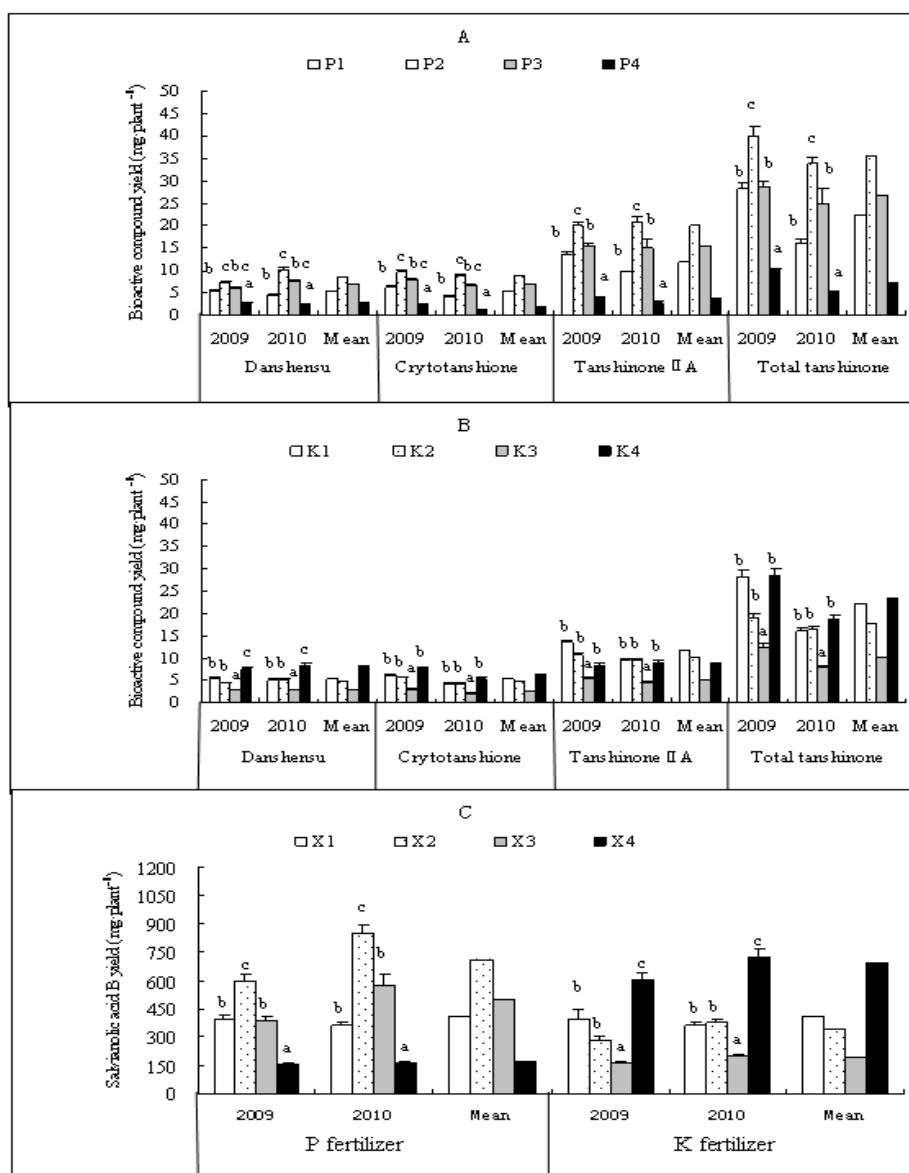 A
P1 P2 P3 P4
Bioactive compound yield (mg·plant⁻¹)
50
45
40
35
30
25
20
15
10
5
0
b c b c a b c b c a
b c b c a b c b c a
b c b a b c b a
b c b a b c b a
2009 2010 Mean 2009 2010 Mean 2009 2010 Mean 2009 2010 Mean
Danshensu Crytotanshione Tanshinone ⅡA Total tanshinone
B
K1 K2 K3 K4
Bioactive compound yield (mg·plant⁻¹)
50
45
40
35
30
25
20
15
10
5
0
b b a c b b a c
b b a b b b a b
b b a b b b a b
b b a b b b a b
2009 2010 Mean 2009 2010 Mean 2009 2010 Mean 2009 2010 Mean
Danshensu Crytotanshione Tanshinone ⅡA Total tanshinone
C
X1 X2 X3 X4
Salvianolic acid B yield (mg·plant⁻¹)
1200
1050
900
750
600
450
300
150
0
b c b a b c b a
b b a c b b a c
2009 2010 Mean 2009 2010 Mean
P fertilizer K fertilizer